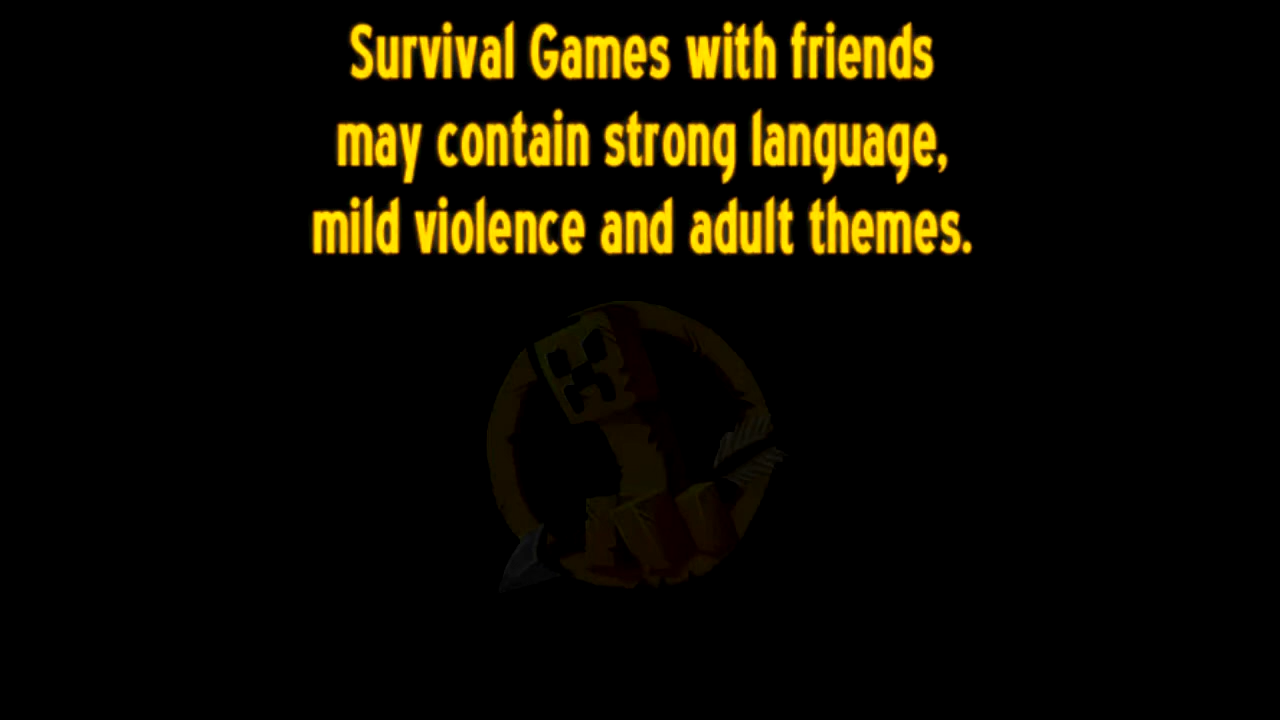 Survival Games with friends
may contain strong language,
mild violence and adult themes.